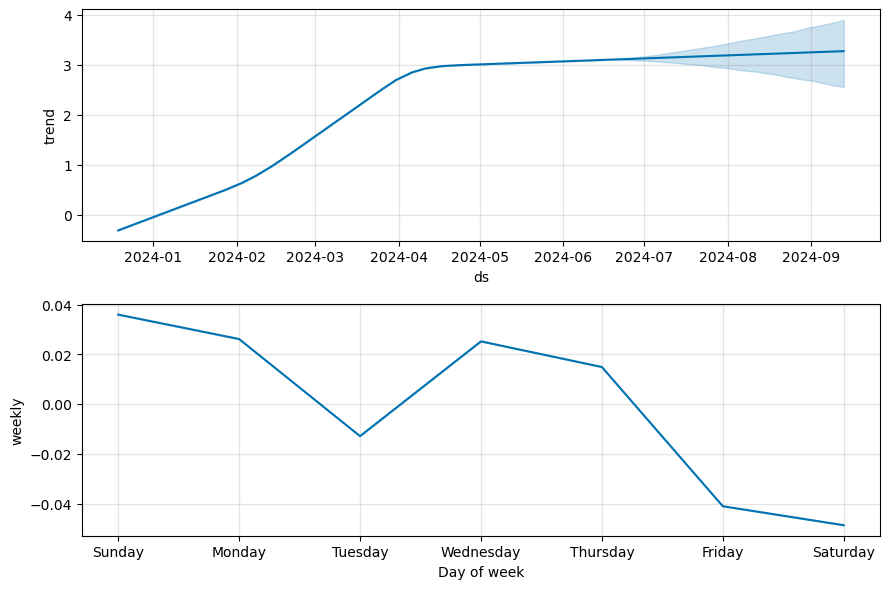 4
3
2
1
0
trend
2024-01 2024-02 2024-03 2024-04 2024-05 2024-06 2024-07 2024-08 2024-09
ds
0.04
0.02
0.00
−0.02
−0.04
weekly
Sunday Monday Tuesday Wednesday Thursday Friday Saturday
Day of week